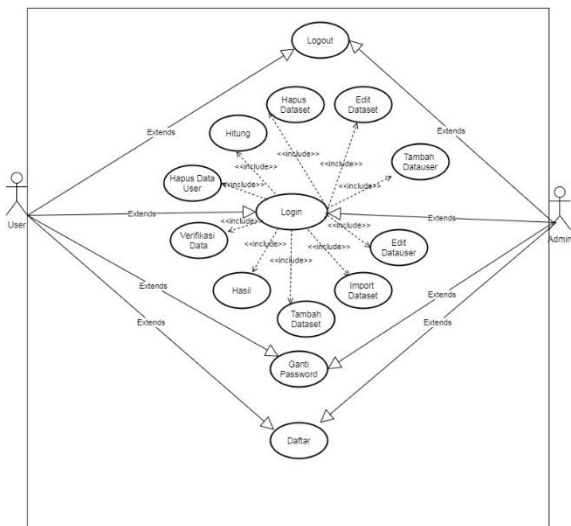 Logout
Hapus
Dataset
Edit
Dataset
Extends
Extends
Hitung
<<include>>
<<include>>
Tambah
Datauser
<<include>>
<<include>>
Hapus Data
User
<<include>>
Login
User
Extends
<<include>>
<<include>>
Extends
Admin
Verifikasi
Data
<<include>>
<<include>>
Edit
Datauser
<<include>>
Hasil
Import
Dataset
Extends
Tambah
Dataset
Extends
Extends
Ganti
Password
Extends
Extends
Daftar